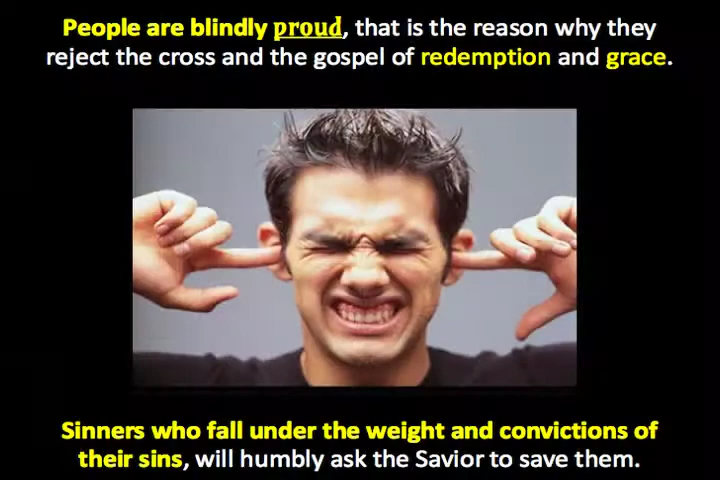 People are blindly proud, that is the reason why they
reject the cross and the gospel of redemption and grace.
Sinners who fall under the weight and convictions of
their sins, will humbly ask the Savior to save them.